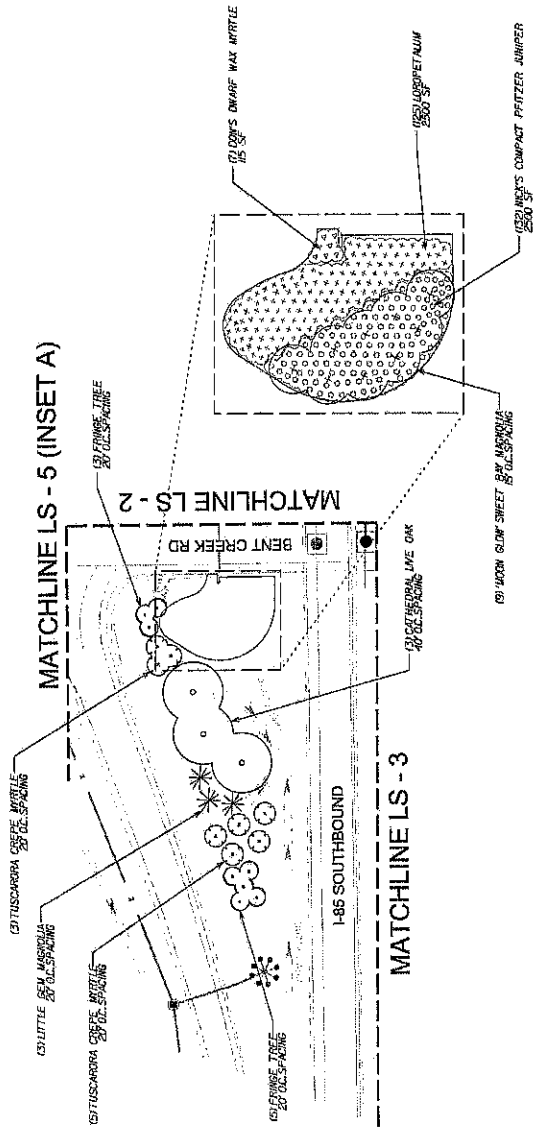 MATCHLINE LS - 5 (INSET A)
(3) TUSCARORA CREPE MYRTLE
20' O.C. SPACING
(3) LITTLE GEM MAGNOLIA
20' O.C. SPACING
(5) TUSCARORA CREPE MYRTLE
20' O.C. SPACING
(5) FRINGE TREE
20' O.C. SPACING
(3) FRINGE TREE
20' O.C. SPACING
MATCHLINE LS - 2
BENT CREEK RD
(3) CATHEDRAL LIVE OAK
40' O.C. SPACING
I-85 SOUTHBOUND
MATCHLINE LS - 3
(7) DON'S DWARF WAX MYRTLE
115 SF
(125) LOROPETALUM
2500 SF
(132) NICK'S COMPACT PFITZER JUNIPER
2500 SF
(9) 'MOON GLOW' SWEET BAY MAGNOLIA
15' O.C. SPACING